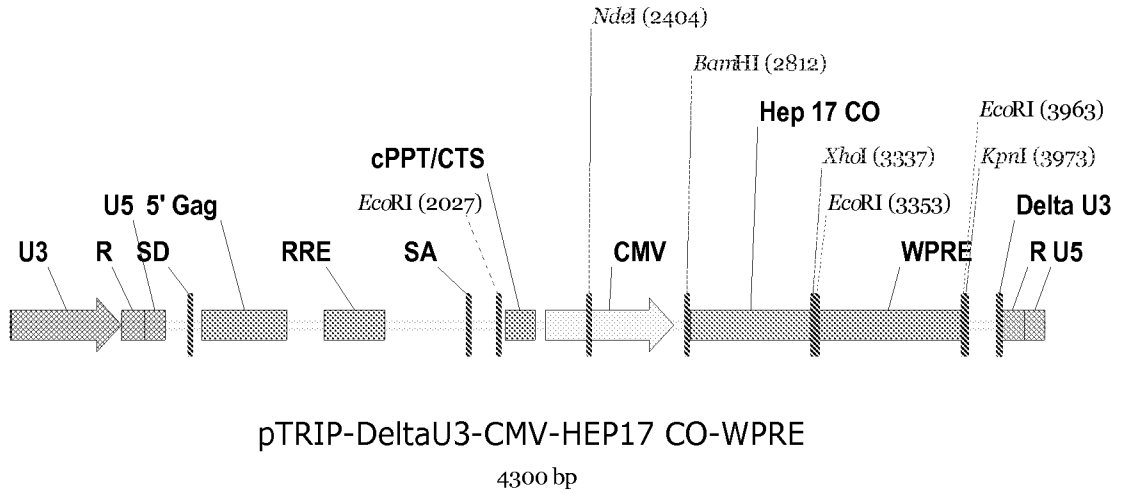 NdeI (2404)
BamHI (2812)
Hep 17 CO
EcoRI (3963)
cPPT/CTS
XhoI (3337)
KpnI (3973)
U5 5' Gag
EcoRI (2027)
EcoRI (3353)
Delta U3
U3
R
SD
RRE
SA
CMV
WPRE
R U5
pTRIP-DeltaU3-CMV-HEP17 CO-WPRE
4300 bp